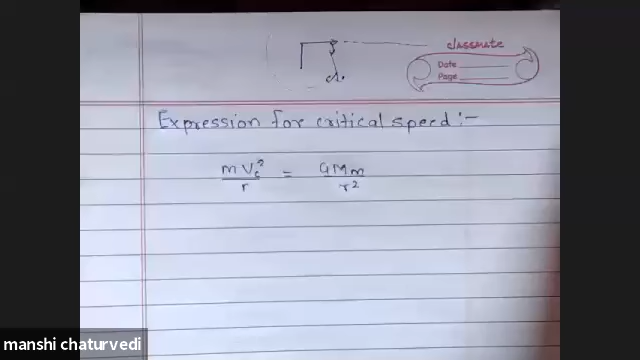 classmate
Date
Page
Expression for critical speed :-
mVc²/r = GMm/r²
manshi chaturvedi